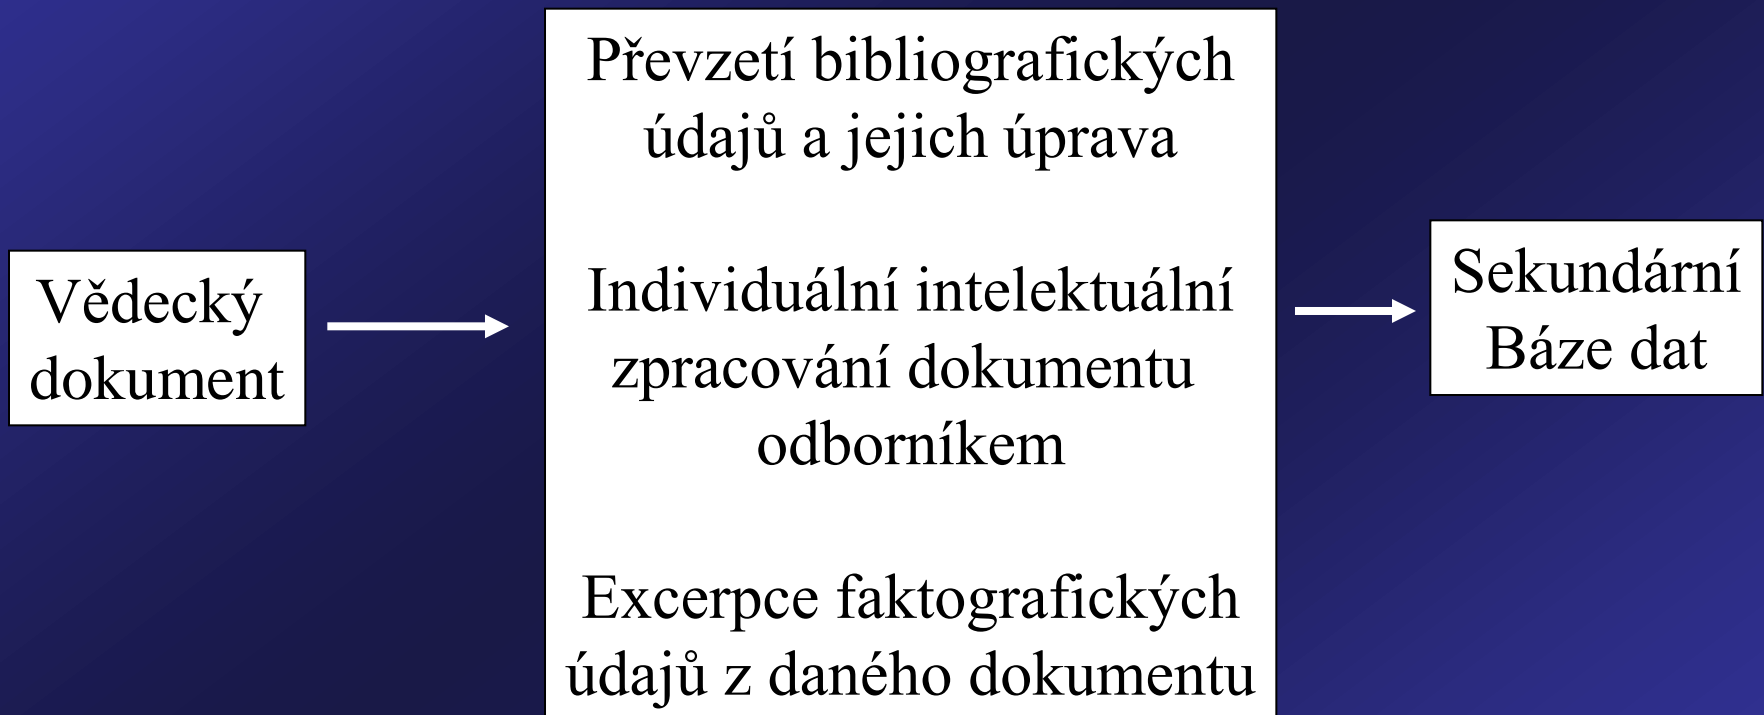 Vědecký
dokument
Převzetí bibliografických
údajů a jejich úprava
Individuální intelektuální
zpracování dokumentu
odborníkem
Excerpce faktografických
údajů z daného dokumentu
Sekundární
Báze dat